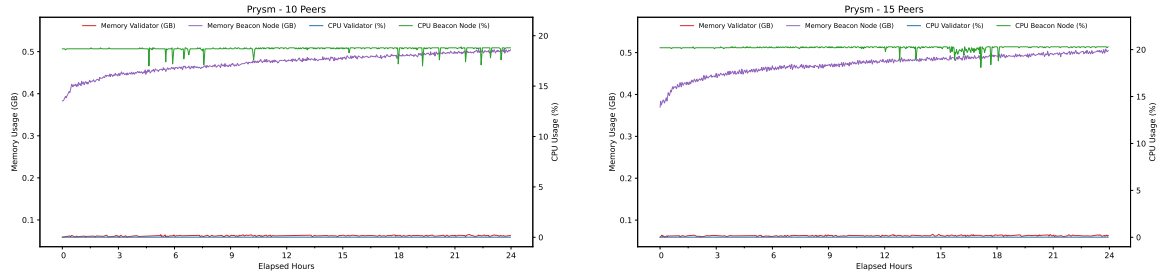 Prysm - 10 Peers
Memory Validator (GB) Memory Beacon Node (GB) CPU Validator (%) CPU Beacon Node (%)
0.5
0.4
0.3
0.2
0.1
Memory Usage (GB)
20
15
10
5
0
CPU Usage (%)
0 3 6 9 12 15 18 21 24
Elapsed Hours
Prysm - 15 Peers
Memory Validator (GB) Memory Beacon Node (GB) CPU Validator (%) CPU Beacon Node (%)
0.5
0.4
0.3
0.2
0.1
Memory Usage (GB)
20
15
10
5
0
CPU Usage (%)
0 3 6 9 12 15 18 21 24
Elapsed Hours